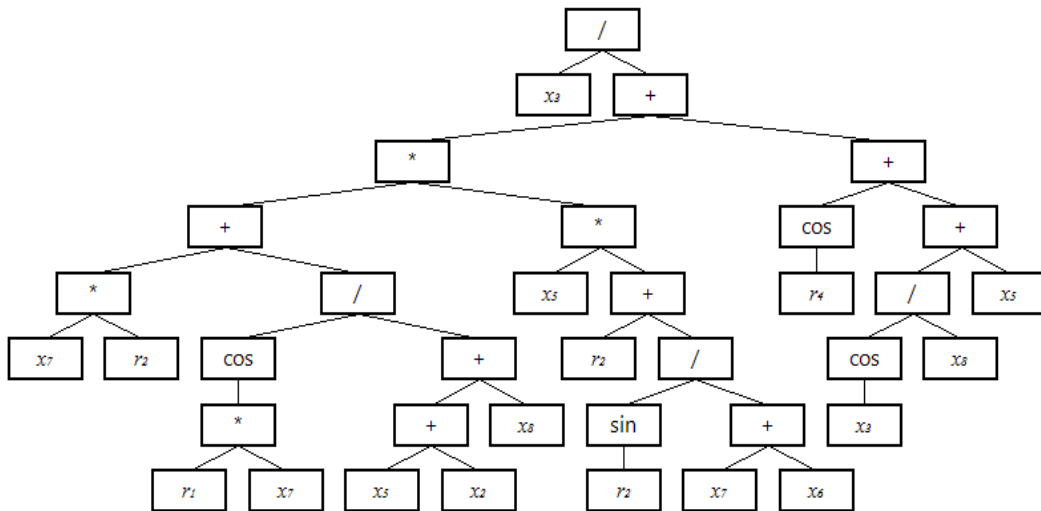 /
x₃ +
* +
+ * cos +
* / x₅ + r₄ / x₅
x₇ r₂ cos + r₂ / cos x₈
* + x₈ sin + x₃
r₁ x₇ x₅ x₂ r₂ x₇ x₆